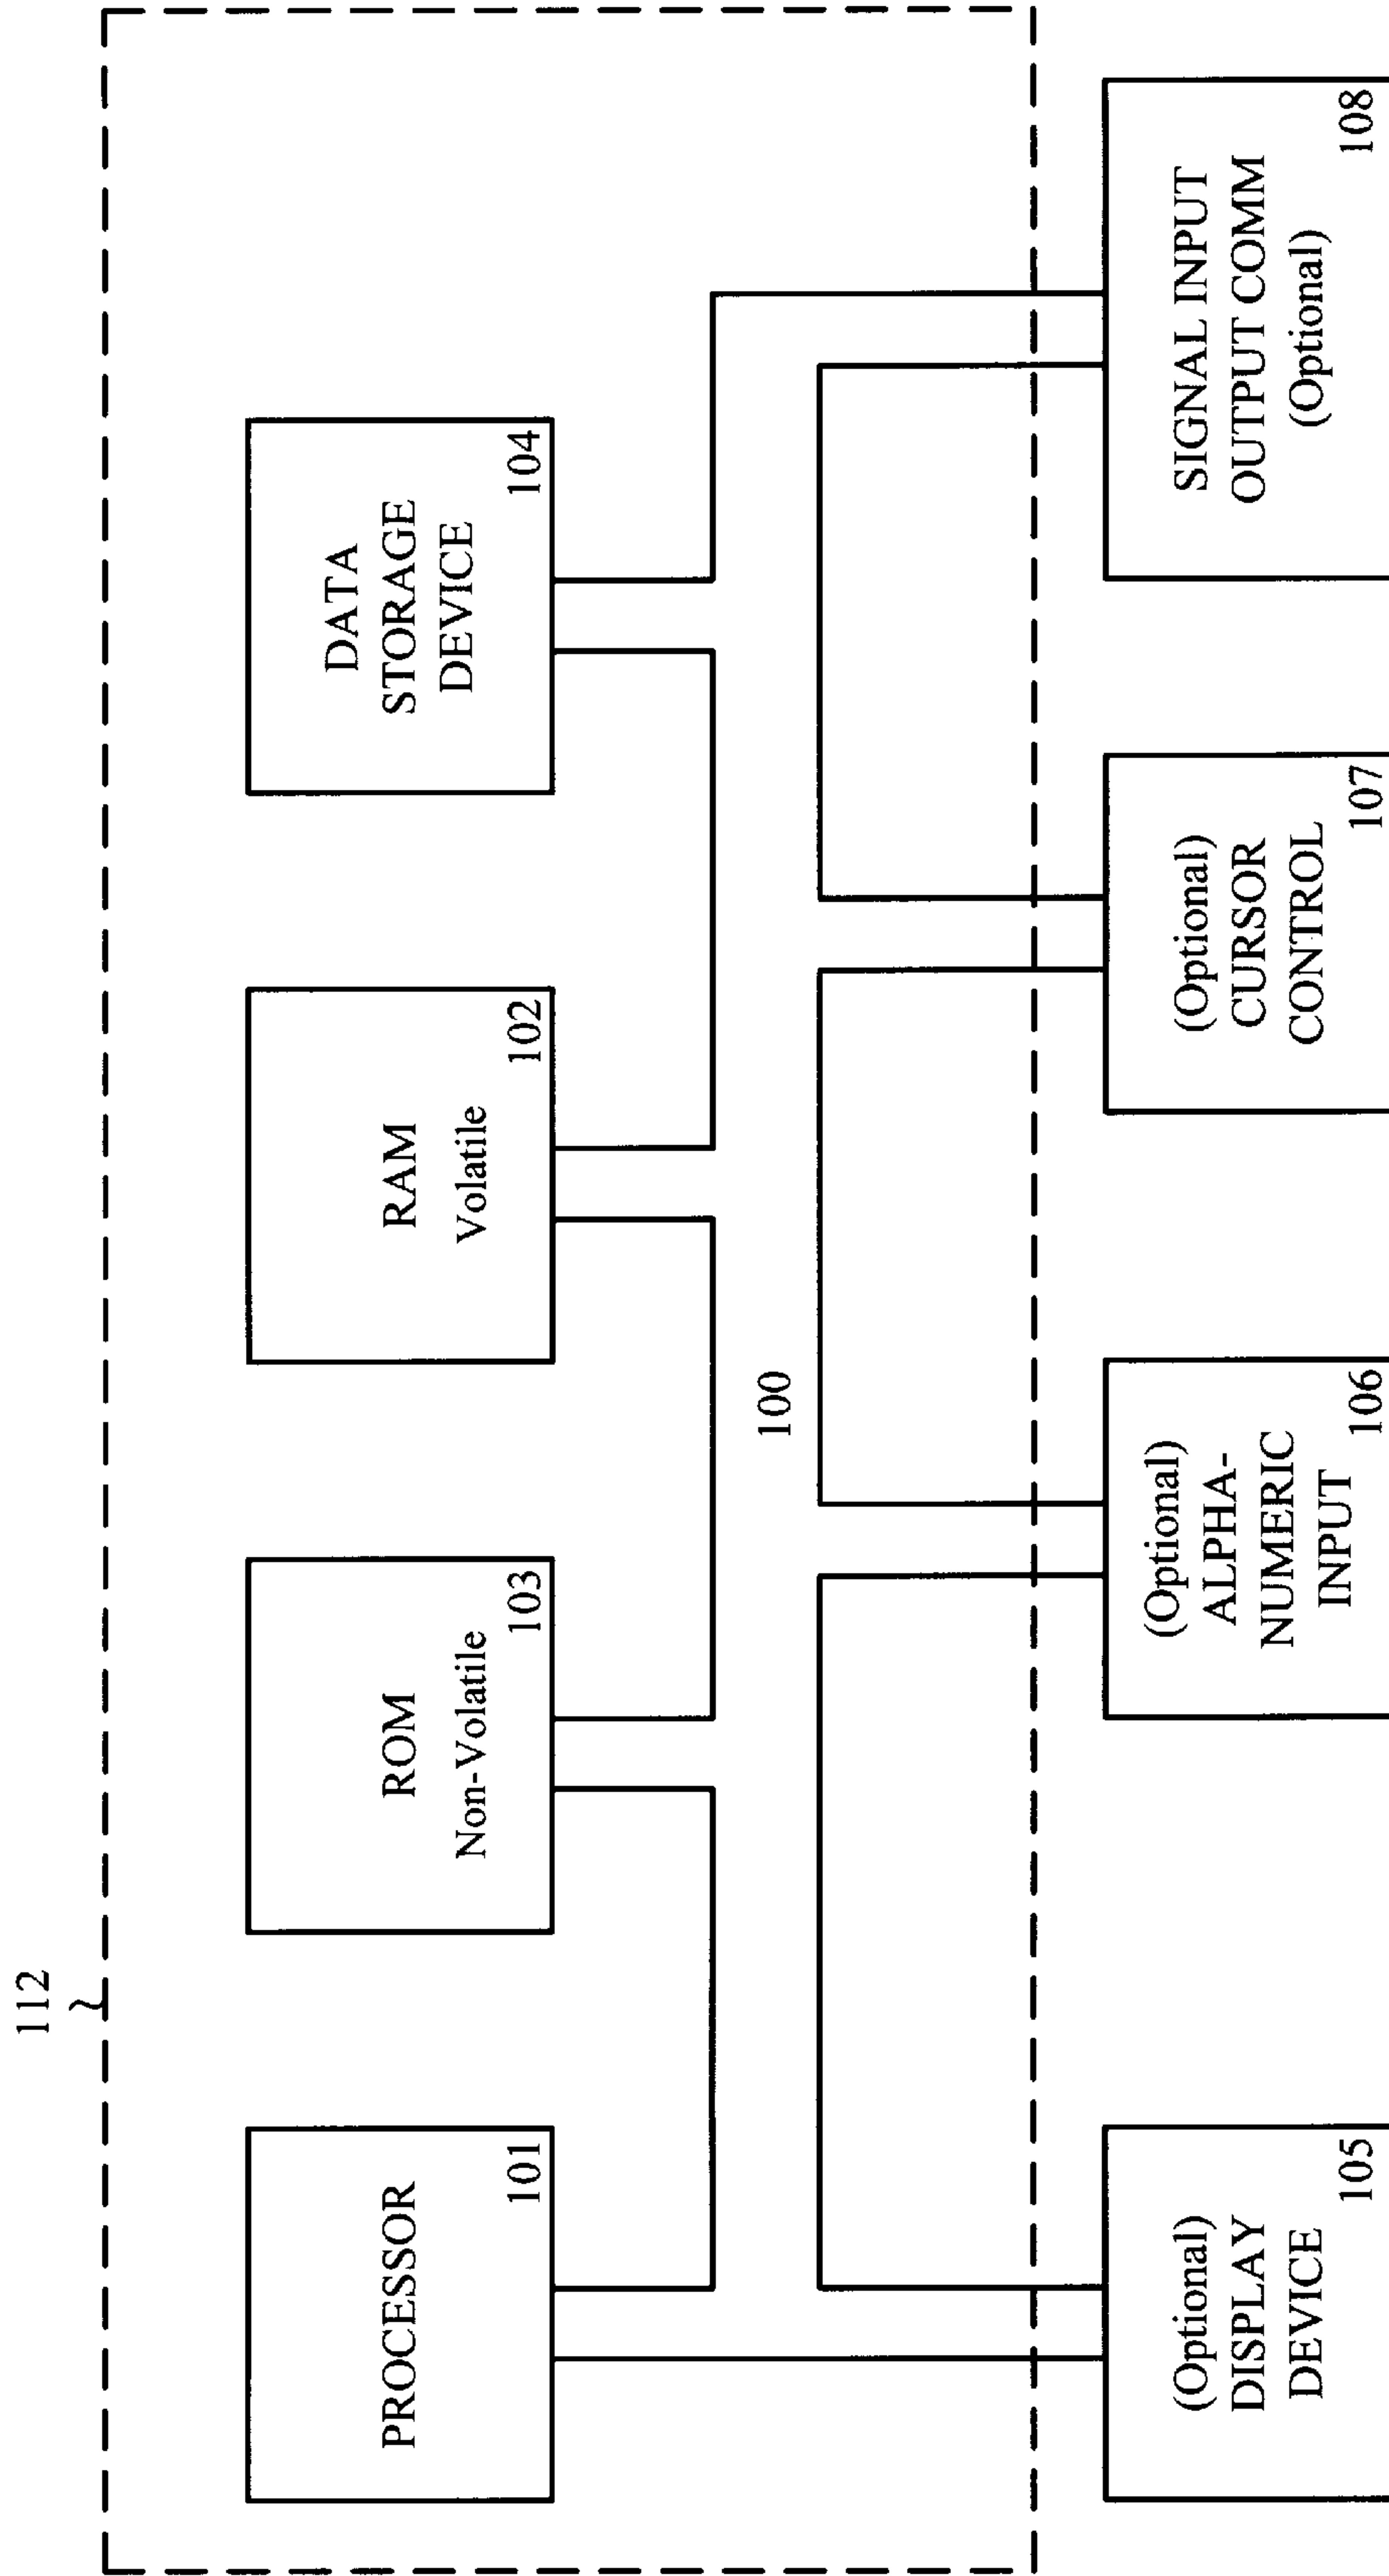 112
PROCESSOR
101
ROM
Non-Volatile
103
RAM
Volatile
102
DATA
STORAGE
DEVICE
104
100
(Optional)
DISPLAY
DEVICE
105
(Optional)
ALPHA-
NUMERIC
INPUT
106
(Optional)
CURSOR
CONTROL
107
SIGNAL INPUT
OUTPUT COMM
(Optional)
108